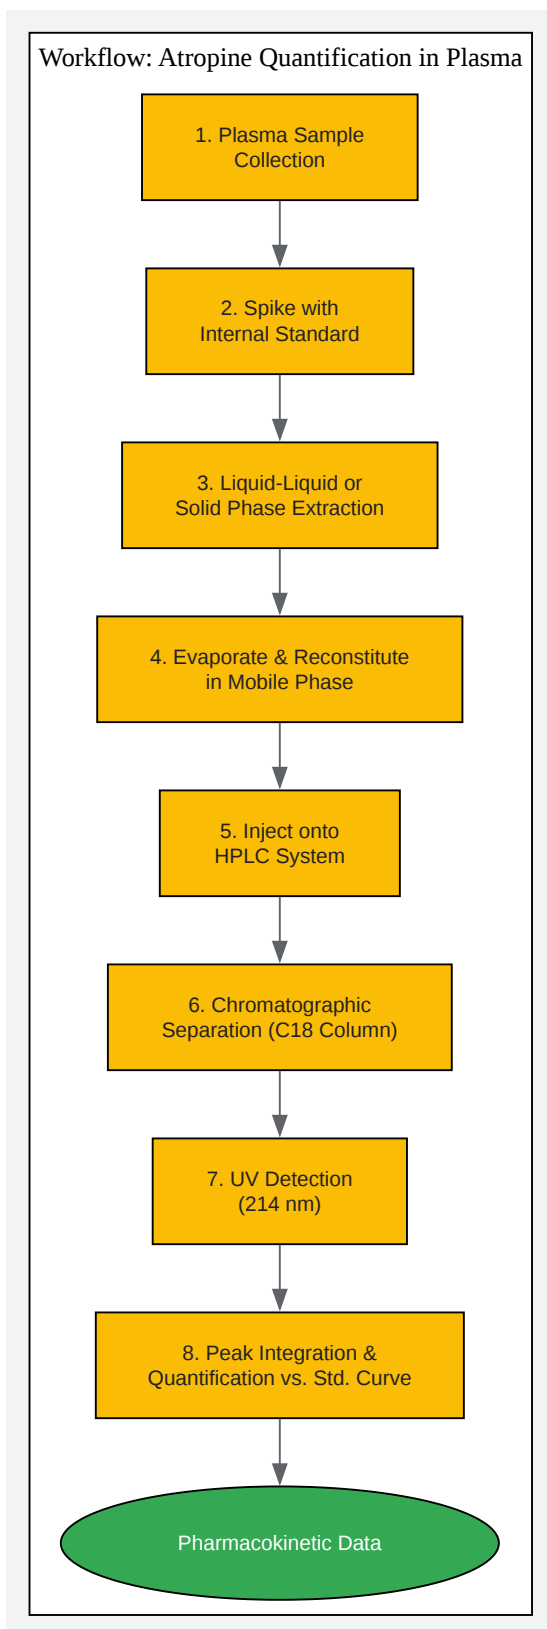 Workflow: Atropine Quantification in Plasma
1. Plasma Sample
Collection
2. Spike with
Internal Standard
3. Liquid-Liquid or
Solid Phase Extraction
4. Evaporate & Reconstitute
in Mobile Phase
5. Inject onto
HPLC System
6. Chromatographic
Separation (C18 Column)
7. UV Detection
(214 nm)
8. Peak Integration &
Quantification vs. Std. Curve
Pharmacokinetic Data